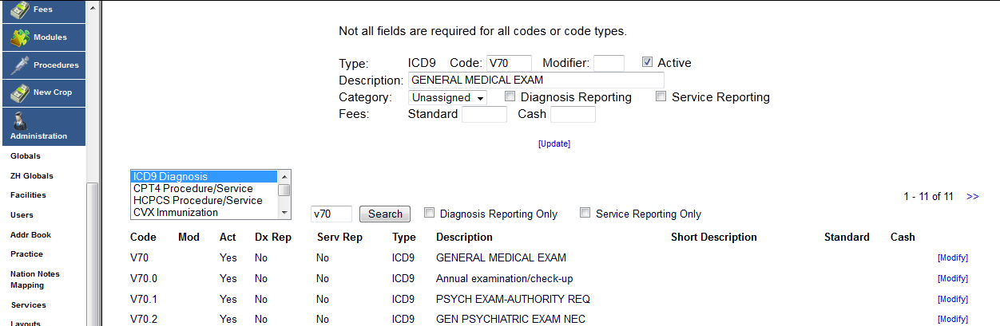 Fees
Modules
Procedures
New Crop
Administration
Globals
ZH Globals
Facilities
Users
Addr Book
Practice
Nation Notes
Mapping
Services
Layouts
Not all fields are required for all codes or code types.
Type: ICD9 Code: V70 Modifier: Active
Description: GENERAL MEDICAL EXAM
Category: Unassigned Diagnosis Reporting Service Reporting
Fees: Standard Cash
[Update]
ICD9 Diagnosis
CPT4 Procedure/Service
HCPCS Procedure/Service
CVX Immunization
1 - 11 of 11 >>
v70 Search Diagnosis Reporting Only Service Reporting Only
Code Mod Act Dx Rep Serv Rep Type Description Short Description Standard Cash
V70 Yes No No ICD9 GENERAL MEDICAL EXAM [Modify]
V70.0 Yes No No ICD9 Annual examination/check-up [Modify]
V70.1 Yes No No ICD9 PSYCH EXAM-AUTHORITY REQ [Modify]
V70.2 Yes No No ICD9 GEN PSYCHIATRIC EXAM NEC [Modify]